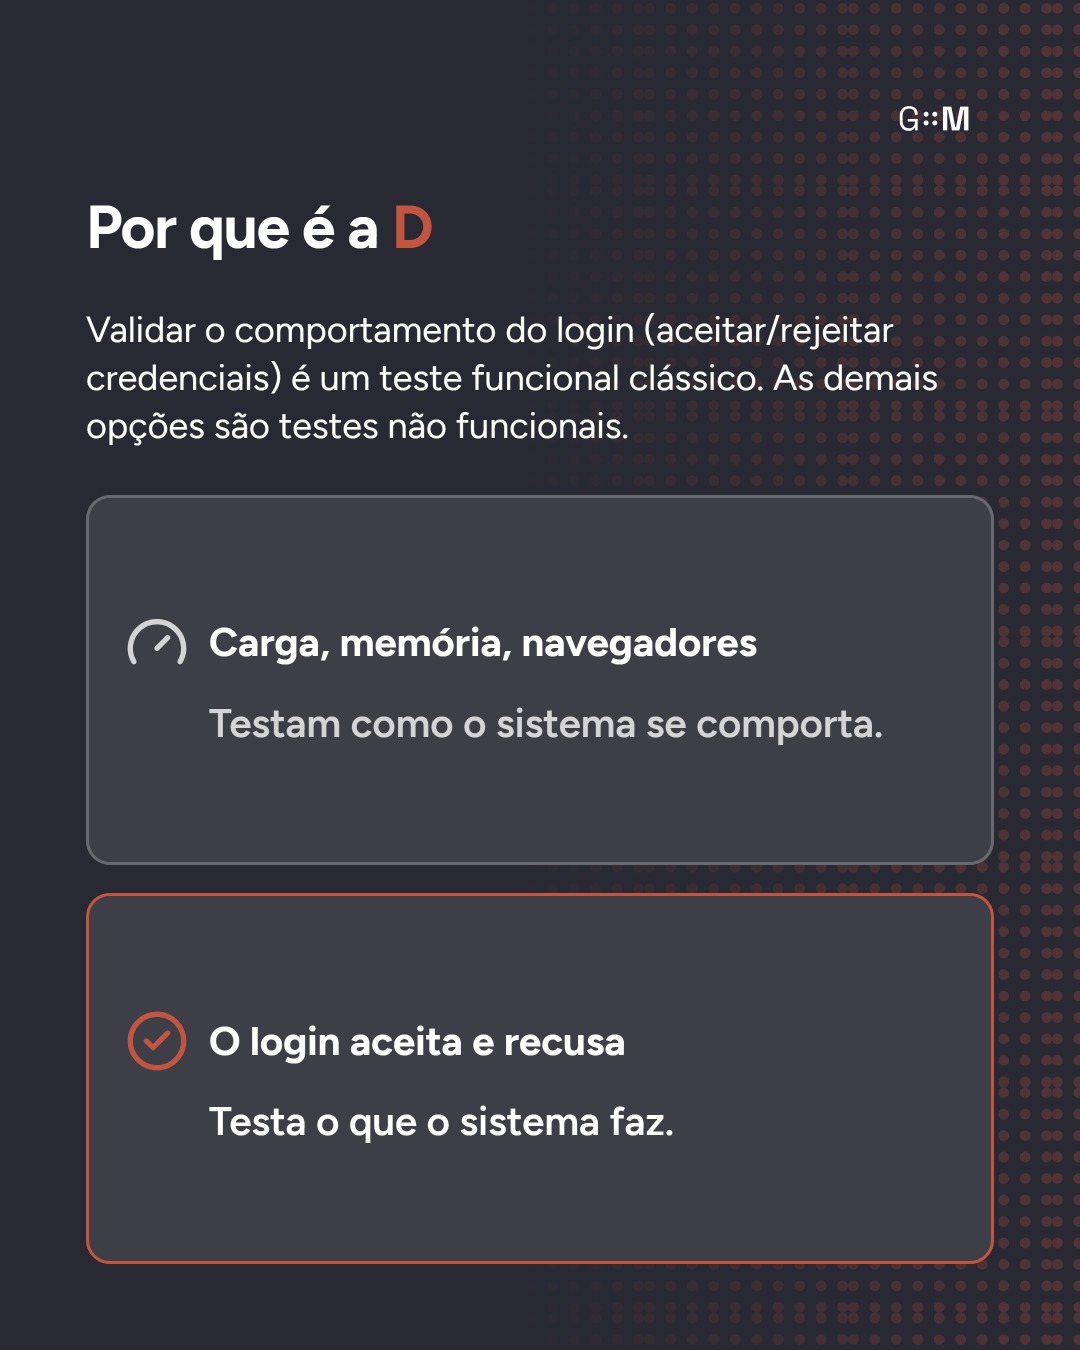 G::M
Por que é a D
Validar o comportamento do login (aceitar/rejeitar
credenciais) é um teste funcional clássico. As demais
opções são testes não funcionais.
Carga, memória, navegadores
Testam como o sistema se comporta.
O login aceita e recusa
Testa o que o sistema faz.